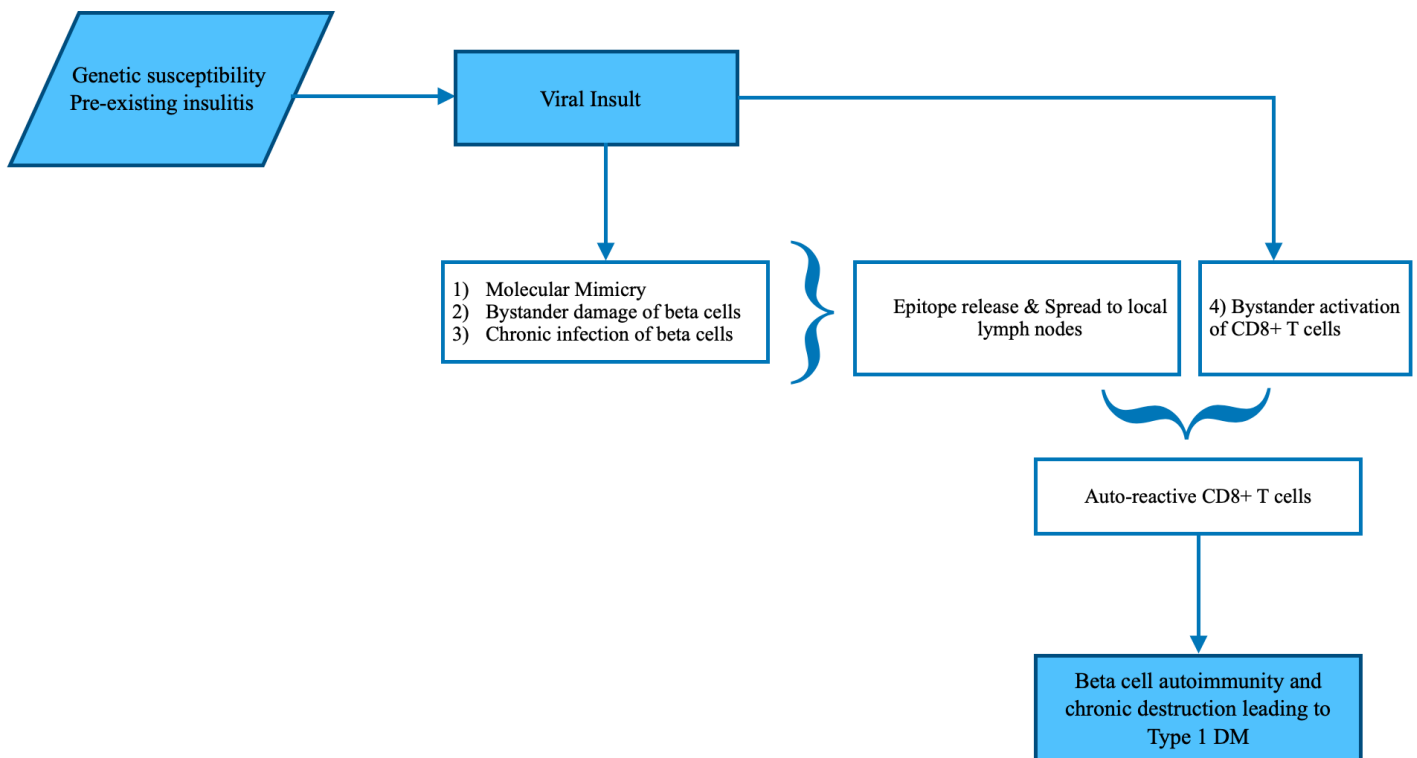 Genetic susceptibility
Pre-existing insulitis
Viral Insult
1) Molecular Mimicry
2) Bystander damage of beta cells
3) Chronic infection of beta cells
Epitope release & Spread to local
lymph nodes
4) Bystander activation
of CD8+ T cells
Auto-reactive CD8+ T cells
Beta cell autoimmunity and
chronic destruction leading to
Type 1 DM